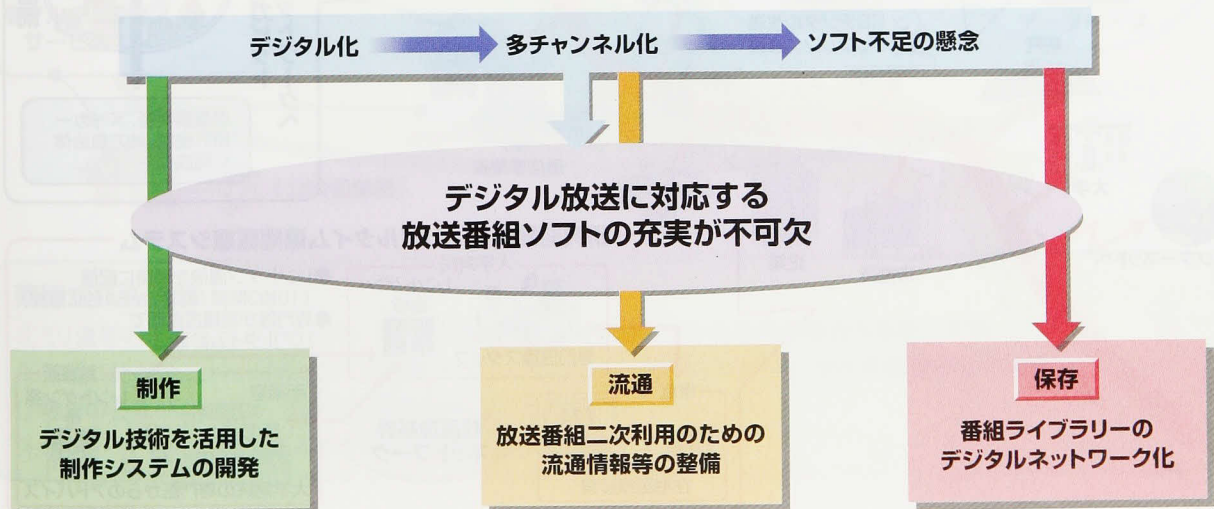 デジタル化 多チャンネル化 ソフト不足の懸念
デジタル放送に対応する
放送番組ソフトの充実が不可欠
制作
デジタル技術を活用した
制作システムの開発
流通
放送番組二次利用のための
流通情報等の整備
保存
番組ライブラリーの
デジタルネットワーク化